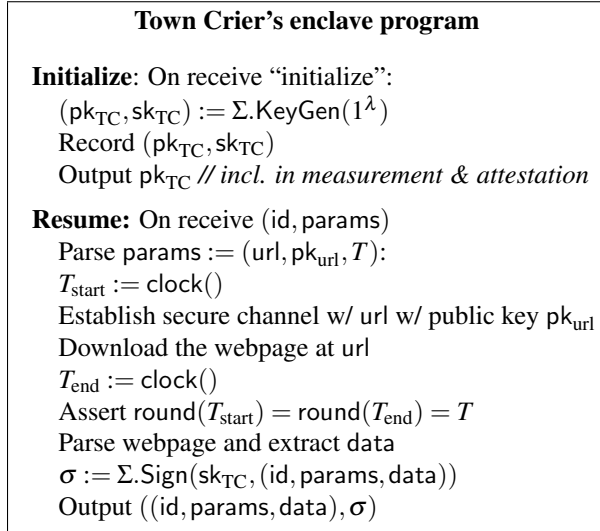 Town Crier’s enclave program
Initialize: On receive “initialize”:
(pk_TC, sk_TC) := Σ.KeyGen(1^λ)
Record (pk_TC, sk_TC)
Output pk_TC // incl. in measurement & attestation
Resume: On receive (id, params)
Parse params := (url, pk_url, T):
T_start := clock()
Establish secure channel w/ url w/ public key pk_url
Download the webpage at url
T_end := clock()
Assert round(T_start) = round(T_end) = T
Parse webpage and extract data
σ := Σ.Sign(sk_TC, (id, params, data))
Output ((id, params, data), σ)